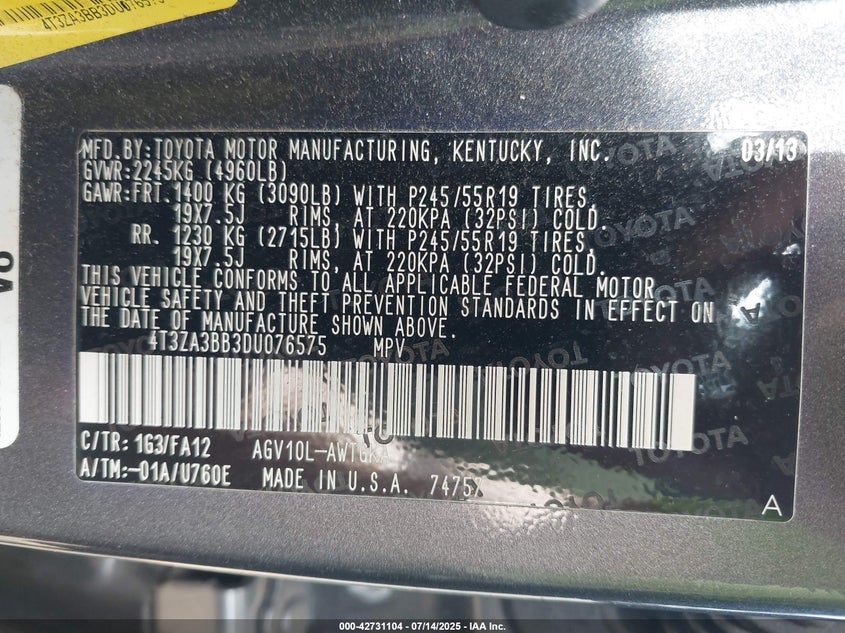 4T3ZA3BB3DU076575
MFD.BY:TOYOTA MOTOR MANUFACTURING, KENTUCKY, INC. 03/13
GVWR:2245KG (4960LB)
GAWR:FRT. 1400 KG (3090LB) WITH P245/55R19 TIRES,
19X7.5J RIMS, AT 220KPA (32PSI) COLD.
RR. 1230 KG (2715LB) WITH P245/55R19 TIRES,
19X7.5J RIMS, AT 220KPA (32PSI) COLD.
THIS VEHICLE CONFORMS TO ALL APPLICABLE FEDERAL MOTOR
VEHICLE SAFETY AND THEFT PREVENTION STANDARDS IN EFFECT ON
THE DATE OF MANUFACTURE SHOWN ABOVE.
4T3ZA3BB3DU076575 MPV
C/TR: 1G3/FA12 AGV10L-AWTGKA
A/TM:-01A/U760E MADE IN U.S.A. 7475X
A
000-42731104 - 07/14/2025 - IAA Inc.